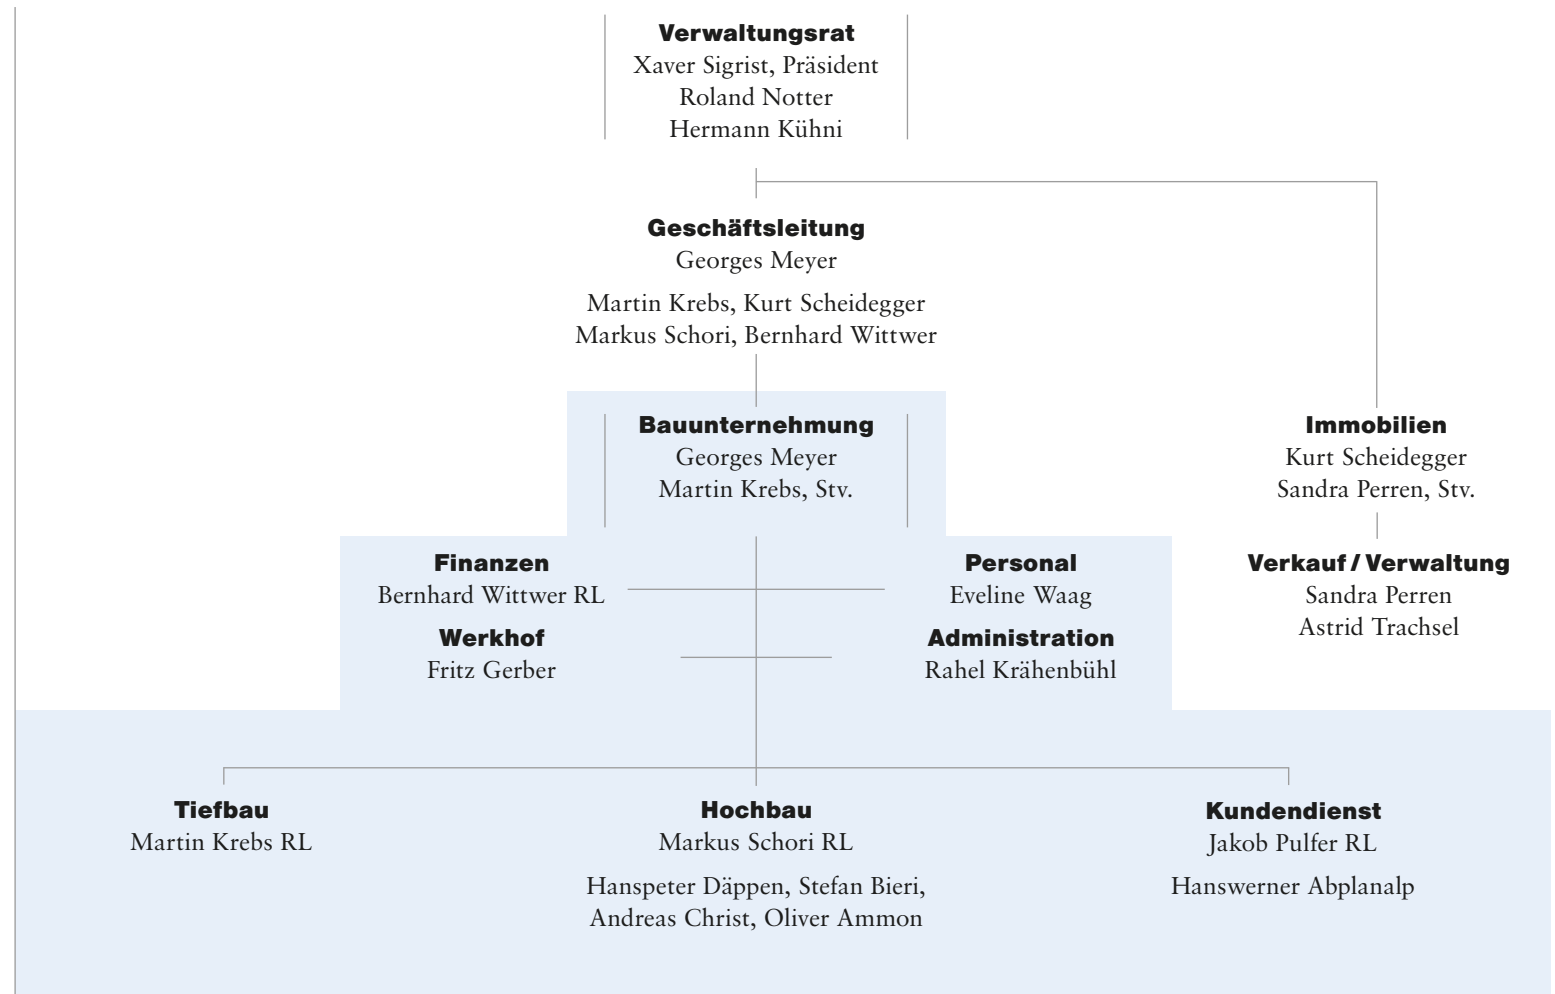 Verwaltungsrat
Xaver Sigrist, Präsident
Roland Notter
Hermann Kühni
Geschäftsleitung
Georges Meyer
Martin Krebs, Kurt Scheidegger
Markus Schori, Bernhard Wittwer
Bauunternehmung
Georges Meyer
Martin Krebs, Stv.
Immobilien
Kurt Scheidegger
Sandra Perren, Stv.
Finanzen
Bernhard Wittwer RL
Personal
Eveline Waag
Verkauf / Verwaltung
Sandra Perren
Astrid Trachsel
Werkhof
Fritz Gerber
Administration
Rahel Krähenbühl
Tiefbau
Martin Krebs RL
Hochbau
Markus Schori RL
Hanspeter Däppen, Stefan Bieri,
Andreas Christ, Oliver Ammon
Kundendienst
Jakob Pulfer RL
Hanswerner Abplanalp